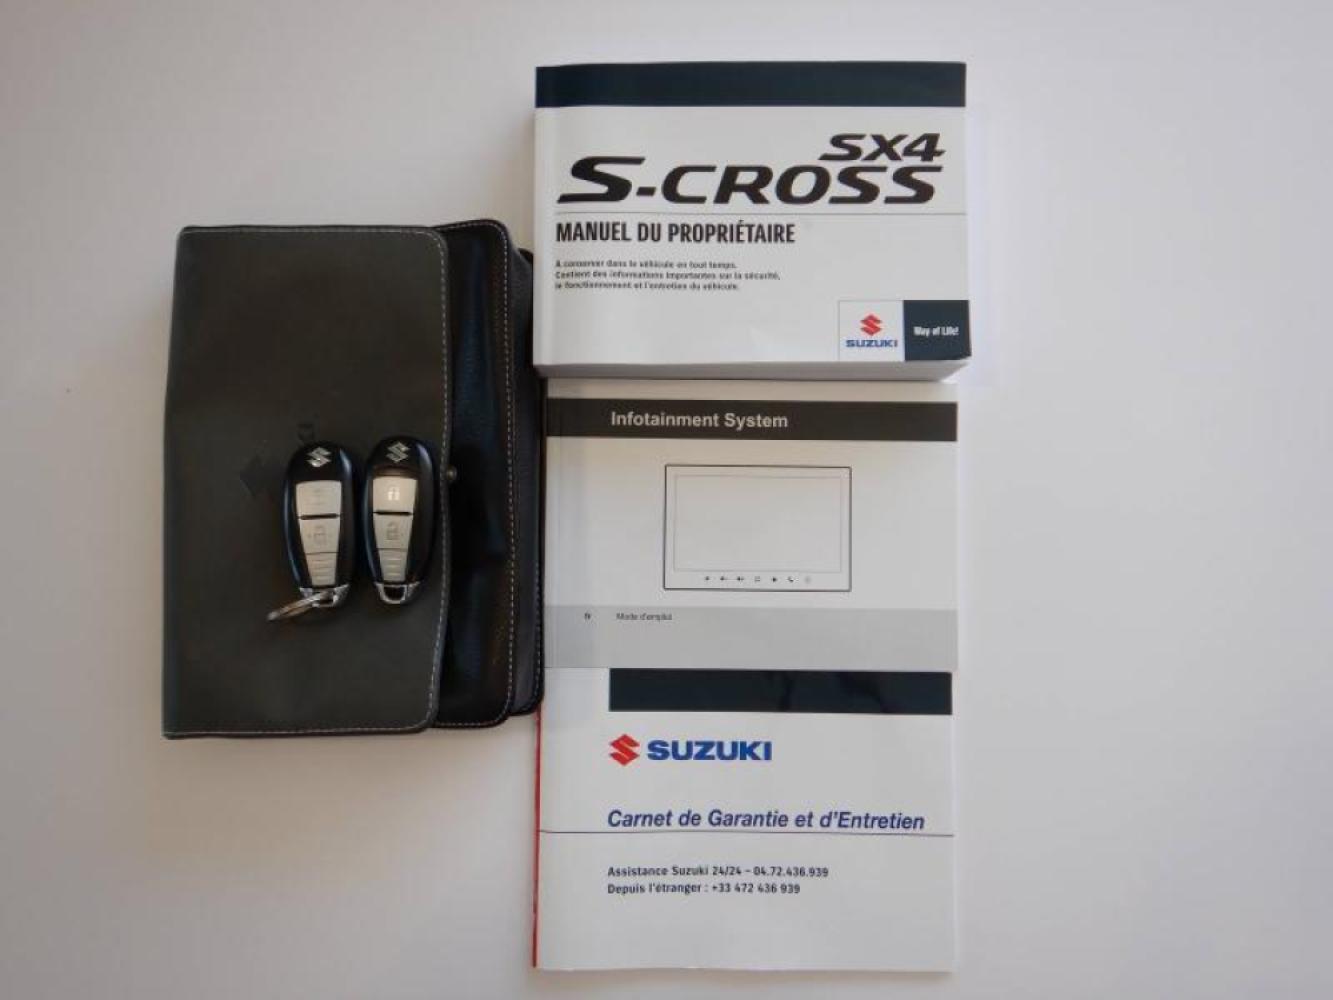 SX4
S-CROSS
MANUEL DU PROPRIÉTAIRE
À conserver dans le véhicule en tout temps.
Contient des informations importantes sur la sécurité,
le fonctionnement et l'entretien du véhicule.
SUZUKI
Way of Life!
Infotainment System
fr Mode d'emploi
SUZUKI
Carnet de Garantie et d'Entretien
Assistance Suzuki 24/24 - 04.72.436.939
Depuis l'étranger : +33 472 436 939